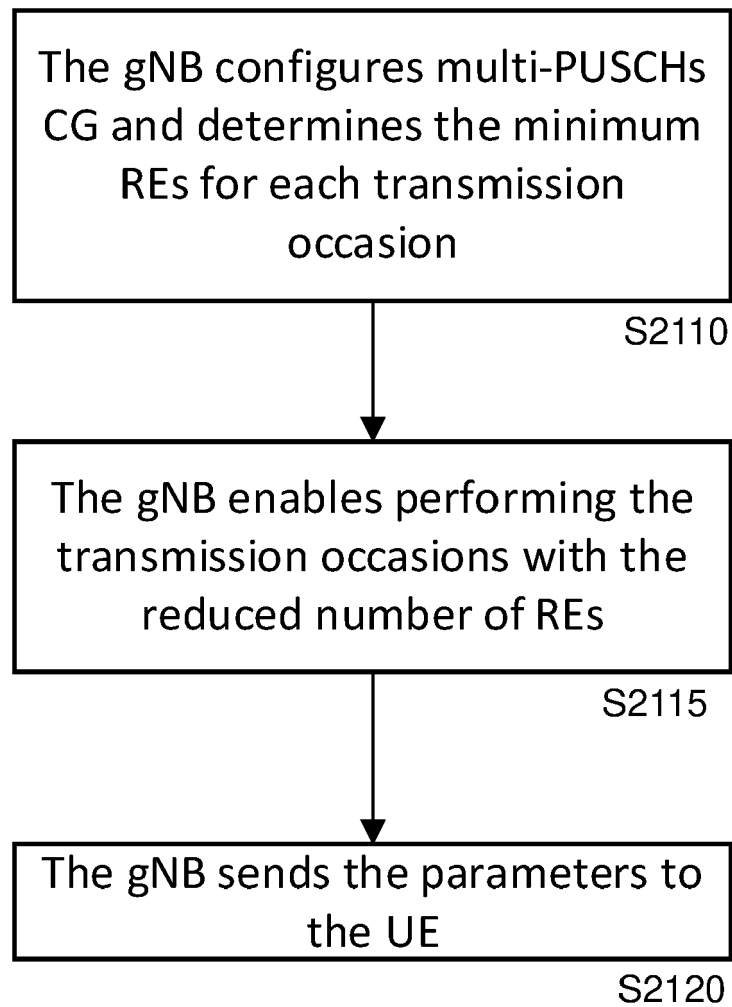 The gNB configures multi-PUSCHs
CG and determines the minimum
REs for each transmission
occasion
S2110
The gNB enables performing the
transmission occasions with the
reduced number of REs
S2115
The gNB sends the parameters to
the UE
S2120